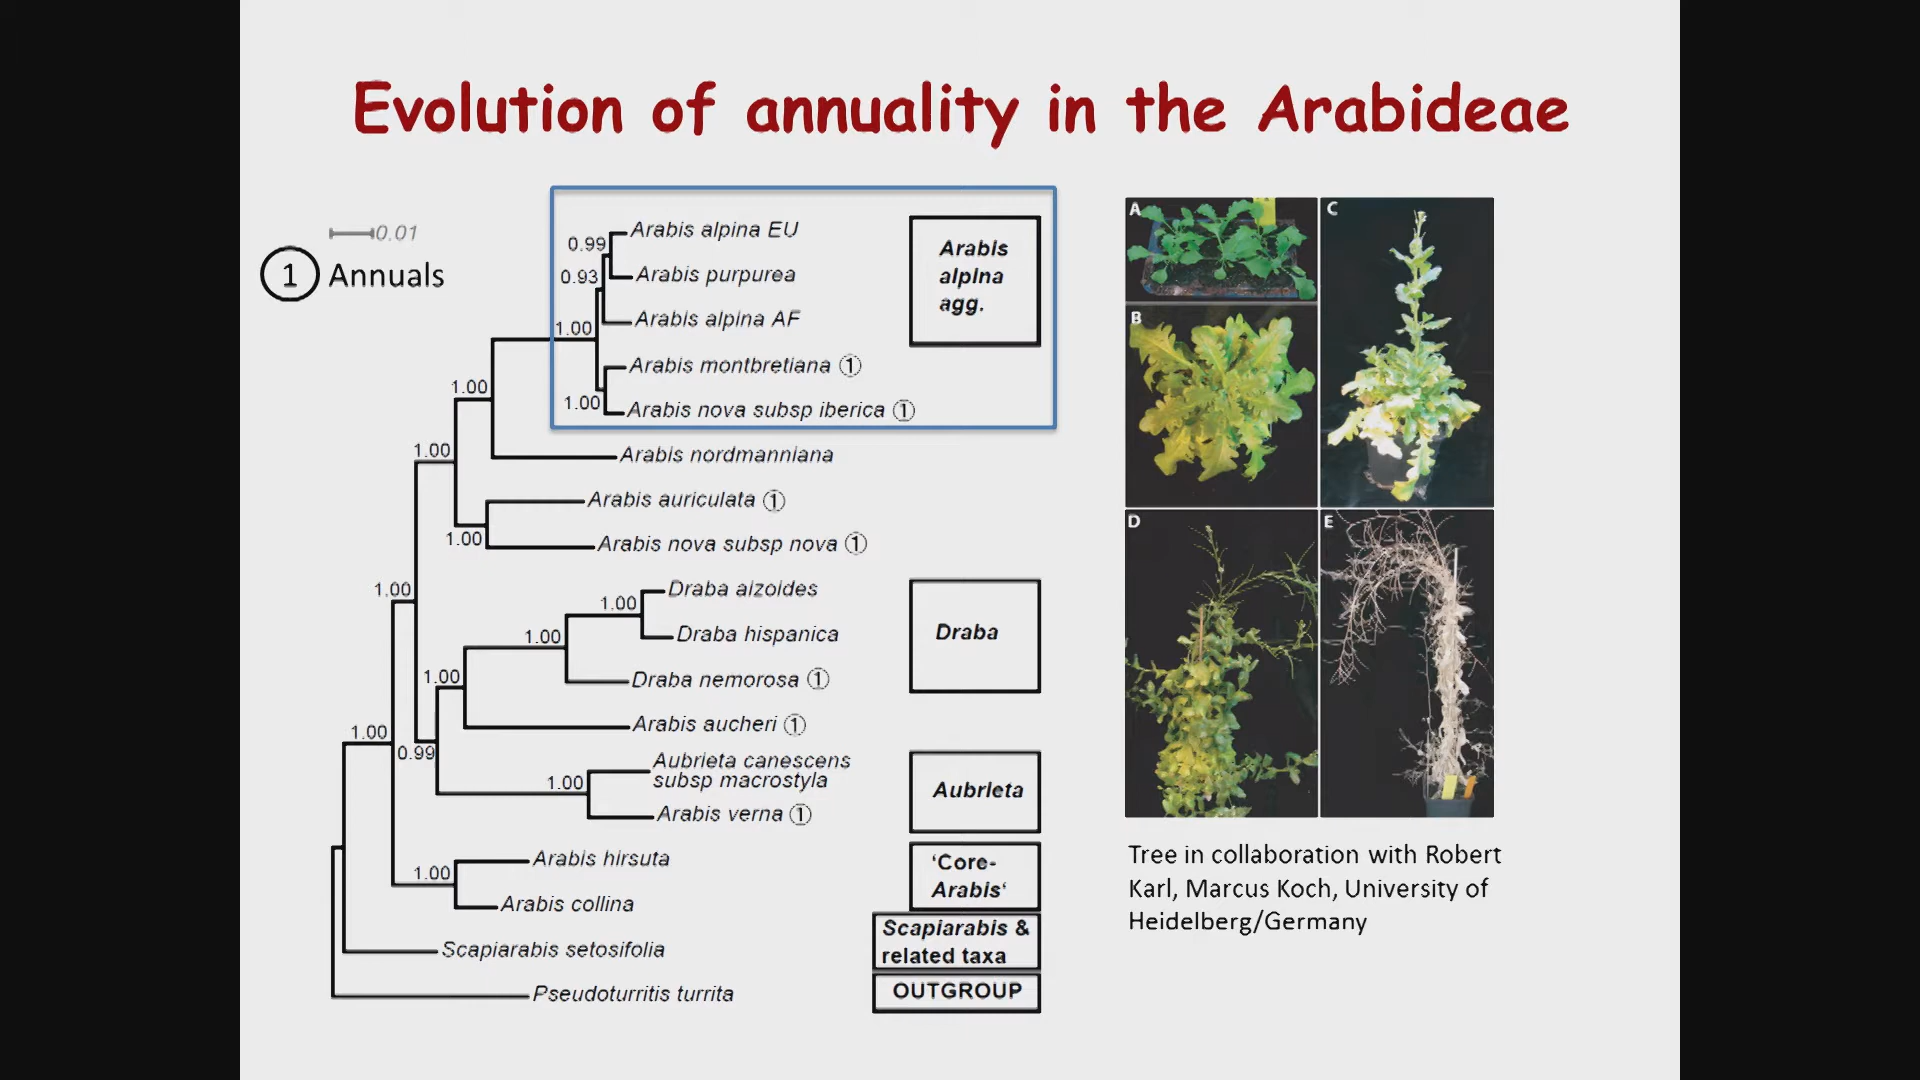 Evolution of annuality in the Arabideae
0.01
1 Annuals
Arabis alpina EU
0.99
Arabis purpurea
0.93
Arabis alpina AF
1.00
Arabis montbretiana ①
1.00
Arabis nova subsp iberica ①
1.00
Arabis nordmanniana
1.00
Arabis auriculata ①
1.00
Arabis nova subsp nova ①
1.00
Draba aizoides
1.00
Draba hispanica
1.00
Draba nemorosa ①
1.00
Arabis aucheri ①
1.00
0.99
Aubrieta canescens
subsp macrostyla
1.00
Arabis verna ①
Arabis hirsuta
1.00
Arabis collina
Scapiarabis setosifolia
Pseudoturritis turrita
Arabis
alpina
agg.
Draba
Aubrieta
‘Core-
Arabis‘
Scapiarabis &
related taxa
OUTGROUP
A
C
B
D
E
Tree in collaboration with Robert
Karl, Marcus Koch, University of
Heidelberg/Germany